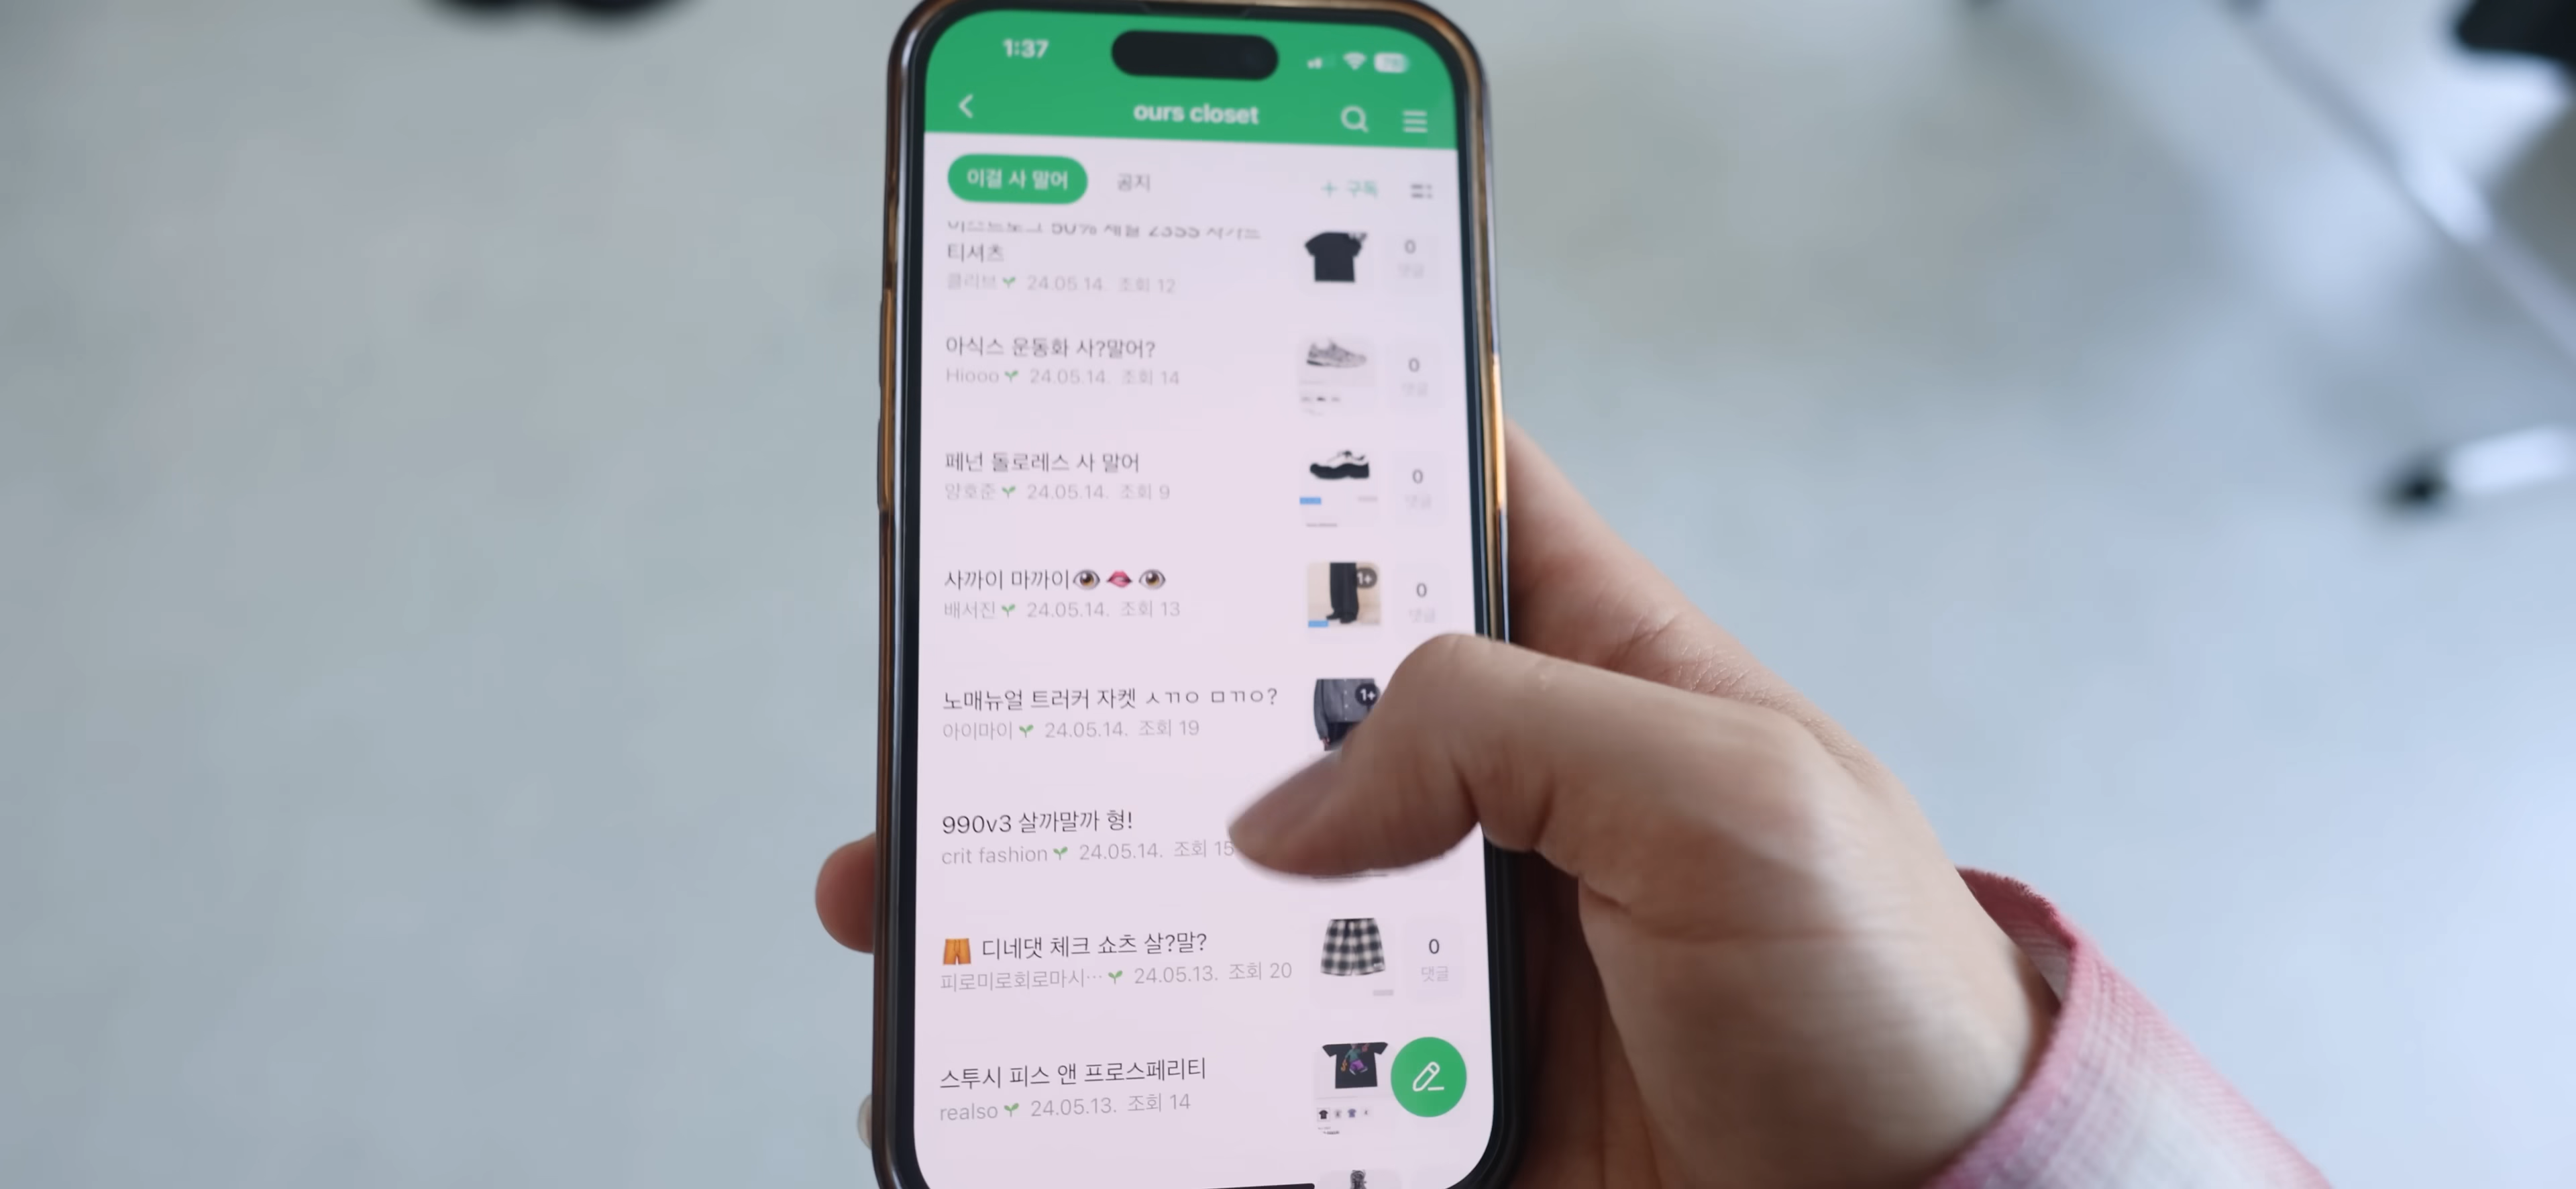 1:37
ours closet
이걸 사 말어 공지 + 구독
50%
티셔츠
클리브 24.05.14. 조회 12
0
댓글
아식스 운동화 사?말어?
Hiooo 24.05.14. 조회 14
0
댓글
페넌 돌로레스 사 말어
양호준 24.05.14. 조회 9
0
댓글
사까이 마까이
배서진 24.05.14. 조회 13
1+
0
댓글
노매뉴얼 트러커 자켓 ㅅㄲㅇ ㅁㄲㅇ?
아이마이 24.05.14. 조회 19
1+
990v3 살까말까 형!
crit fashion 24.05.14. 조회 15
디네댓 체크 쇼츠 살?말?
피로미로회로마시… 24.05.13. 조회 20
0
댓글
스투시 피스 앤 프로스페리티
realso 24.05.13. 조회 14